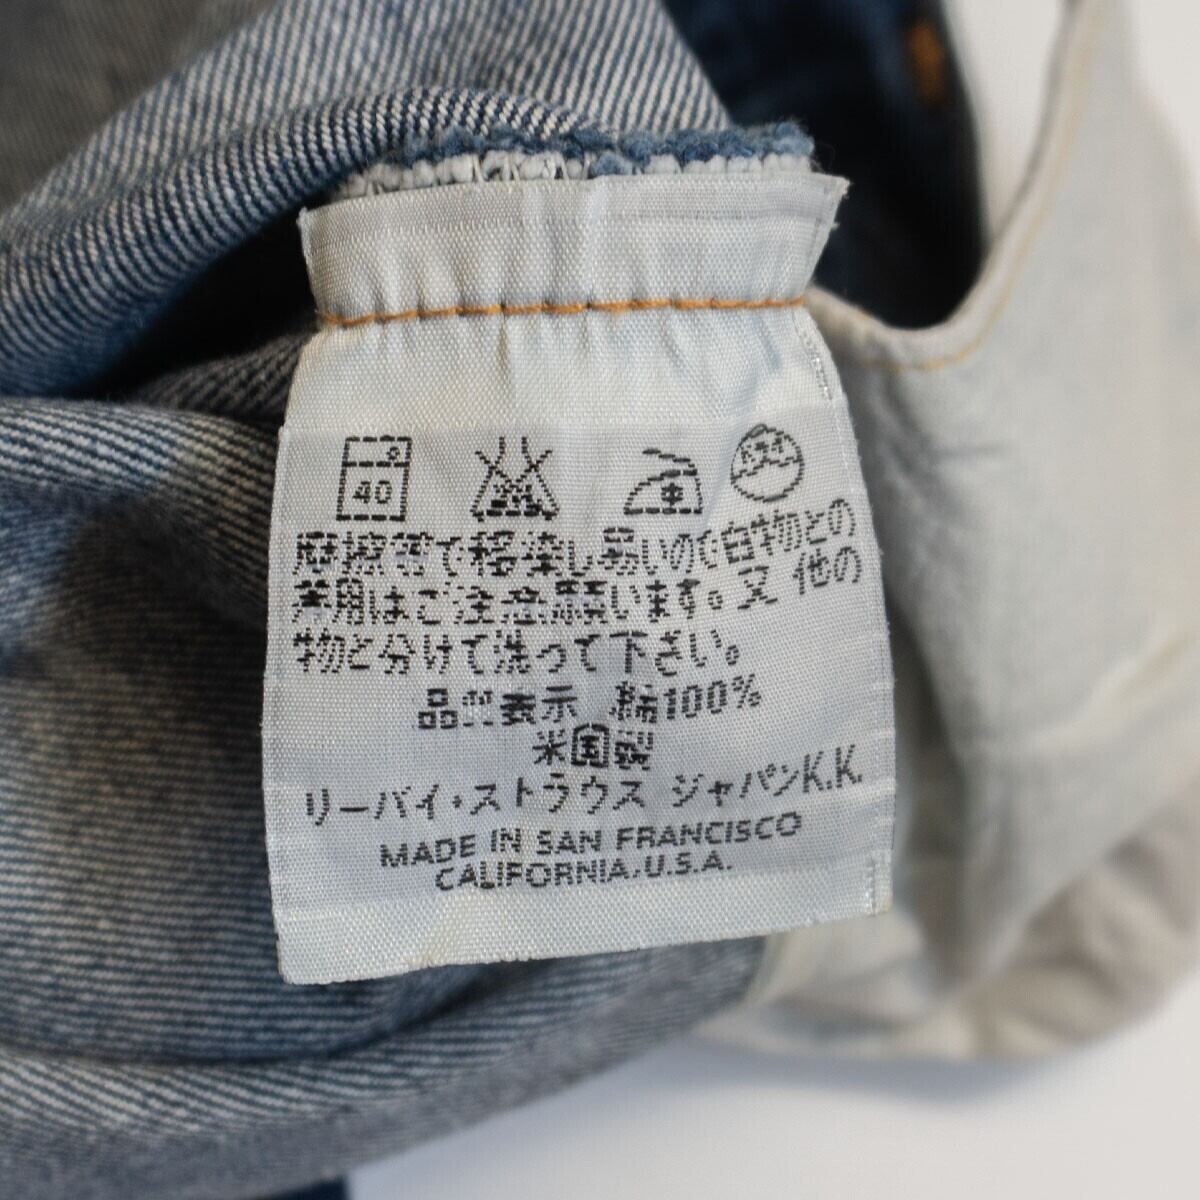 40
ドライ
摩擦等で移染し易いので白物との
兼用はご注意願います。又 他の
物と分けて洗って下さい。
品質表示 綿100%
米国製
リーバイ・ストラウス ジャパンK.K.
MADE IN SAN FRANCISCO
CALIFORNIA,U.S.A.